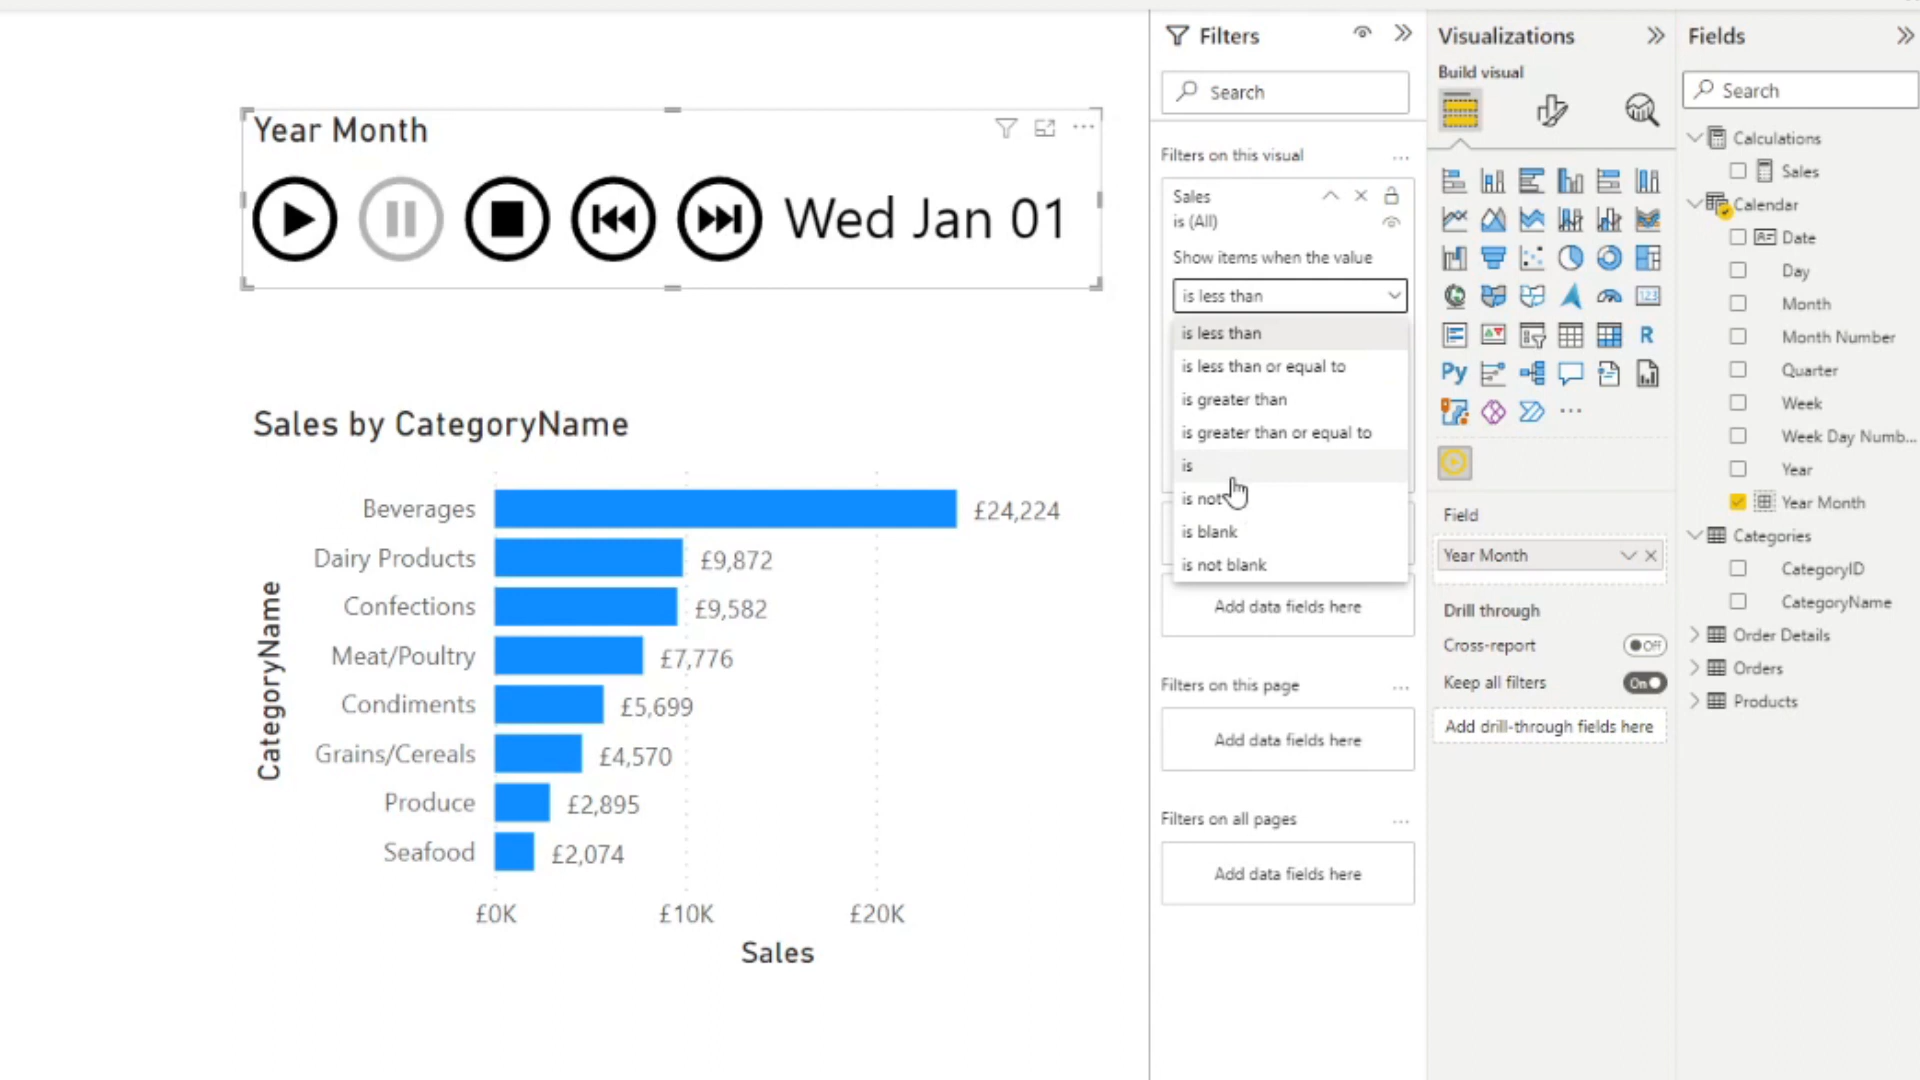 Year Month
Wed Jan 01
Sales by CategoryName
CategoryName
Beverages
£24,224
Dairy Products
£9,872
Confections
£9,582
Meat/Poultry
£7,776
Condiments
£5,699
Grains/Cereals
£4,570
Produce
£2,895
Seafood
£2,074
£0K
£10K
£20K
Sales
Filters
Search
Filters on this visual
...
Sales
is (All)
Show items when the value
is less than
is less than
is less than or equal to
is greater than
is greater than or equal to
is
is not
is blank
is not blank
Add data fields here
Filters on this page
...
Add data fields here
Filters on all pages
...
Add data fields here
Visualizations
Build visual
123
R
Py
...
Field
Year Month
Drill through
Cross-report
Off
Keep all filters
On
Add drill-through fields here
Fields
Search
Calculations
Sales
Calendar
Date
Day
Month
Month Number
Quarter
Week
Week Day Numb...
Year
Year Month
Categories
CategoryID
CategoryName
Order Details
Orders
Products